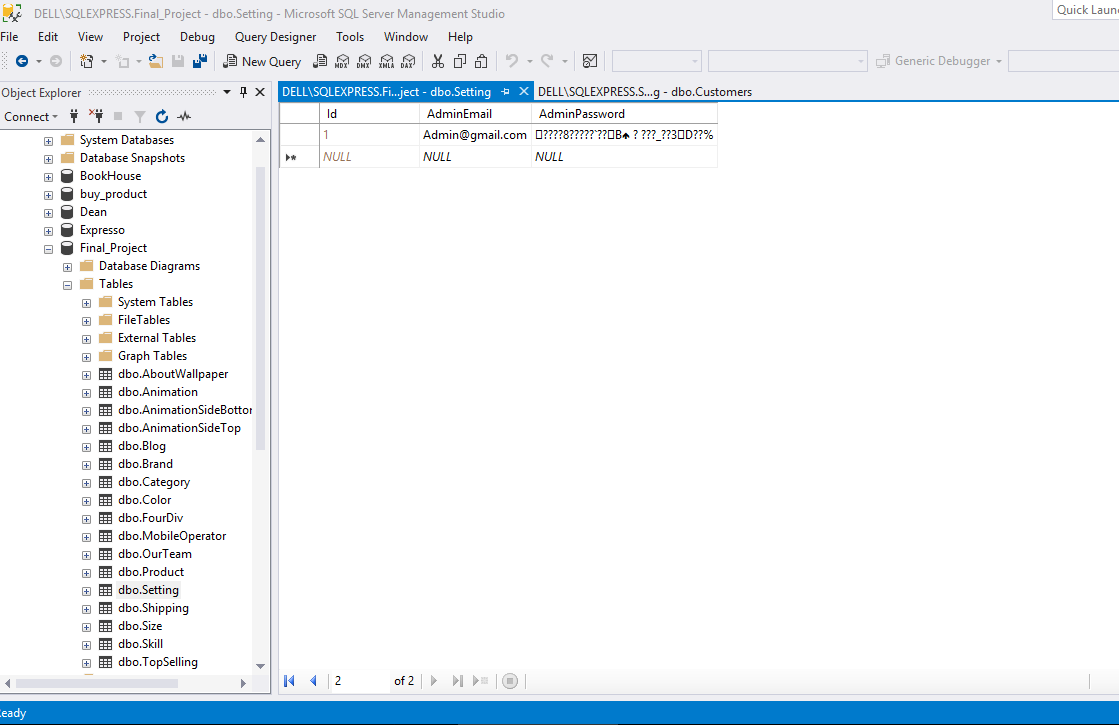 DELL\SQLEXPRESS.Final_Project - dbo.Setting - Microsoft SQL Server Management Studio
Quick Laun
File Edit View Project Debug Query Designer Tools Window Help
New Query MDX DMX XMLA DAX Generic Debugger
Object Explorer
DELL\SQLEXPRESS.Fi...ject - dbo.Setting
DELL\SQLEXPRESS.S...g - dbo.Customers
Connect
Id AdminEmail AdminPassword
1 Admin@gmail.com □????8?????`??□B♠ ? ???_??3□D??%
NULL NULL NULL
System Databases
Database Snapshots
BookHouse
buy_product
Dean
Expresso
Final_Project
Database Diagrams
Tables
System Tables
FileTables
External Tables
Graph Tables
dbo.AboutWallpaper
dbo.Animation
dbo.AnimationSideBottor
dbo.AnimationSideTop
dbo.Blog
dbo.Brand
dbo.Category
dbo.Color
dbo.FourDiv
dbo.MobileOperator
dbo.OurTeam
dbo.Product
dbo.Setting
dbo.Shipping
dbo.Size
dbo.Skill
dbo.TopSelling
2 of 2
eady